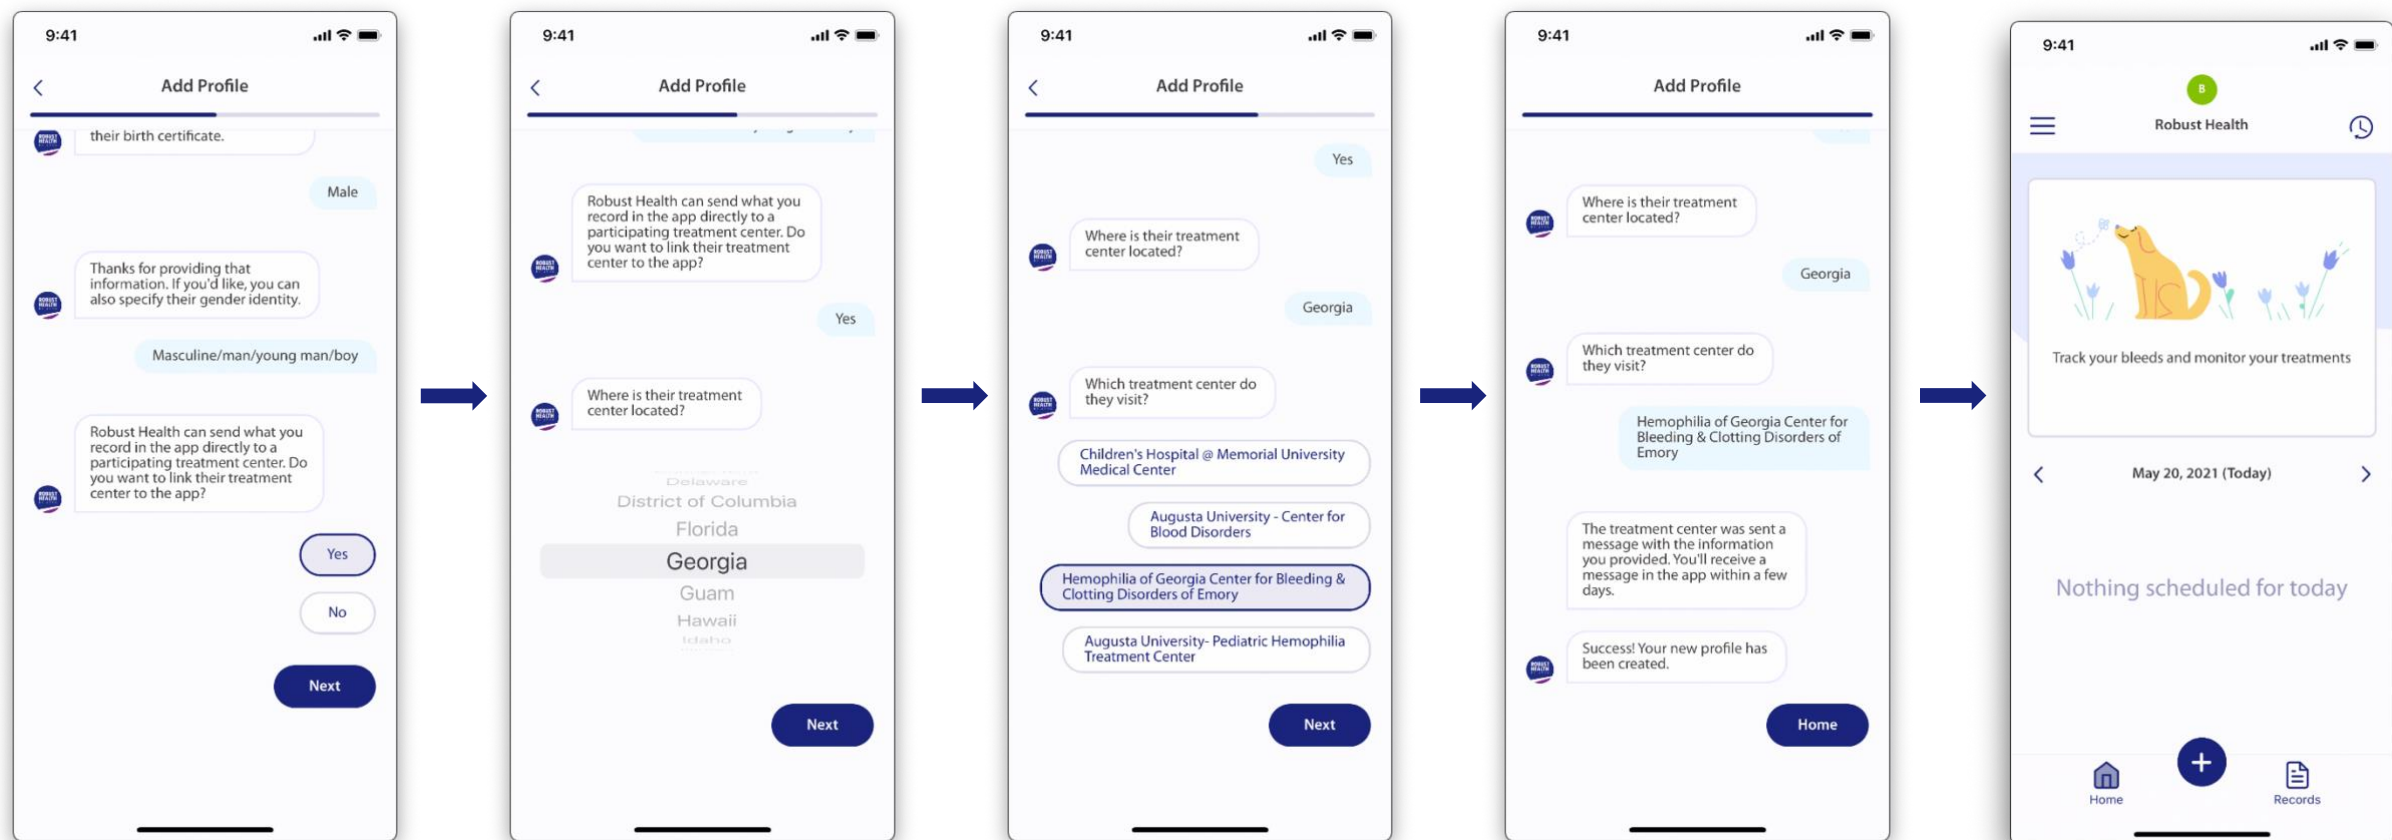 9:41
Add Profile
their birth certificate.
Male
Thanks for providing that
information. If you'd like, you can
also specify their gender identity.
Masculine/man/young man/boy
Robust Health can send what you
record in the app directly to a
participating treatment center. Do
you want to link their treatment
center to the app?
Yes
No
Next
9:41
Add Profile
Robust Health can send what you
record in the app directly to a
participating treatment center. Do
you want to link their treatment
center to the app?
Yes
Where is their treatment
center located?
Delaware
District of Columbia
Florida
Georgia
Guam
Hawaii
Idaho
Next
9:41
Add Profile
Yes
Where is their treatment
center located?
Georgia
Which treatment center do
they visit?
Children's Hospital @ Memorial University
Medical Center
Augusta University - Center for
Blood Disorders
Hemophilia of Georgia Center for Bleeding &
Clotting Disorders of Emory
Augusta University- Pediatric Hemophilia
Treatment Center
Next
9:41
Add Profile
Where is their treatment
center located?
Georgia
Which treatment center do
they visit?
Hemophilia of Georgia Center for
Bleeding & Clotting Disorders of
Emory
The treatment center was sent a
message with the information
you provided. You'll receive a
message in the app within a few
days.
Success! Your new profile has
been created.
Home
9:41
B
Robust Health
Track your bleeds and monitor your treatments
May 20, 2021 (Today)
Nothing scheduled for today
Home
Records